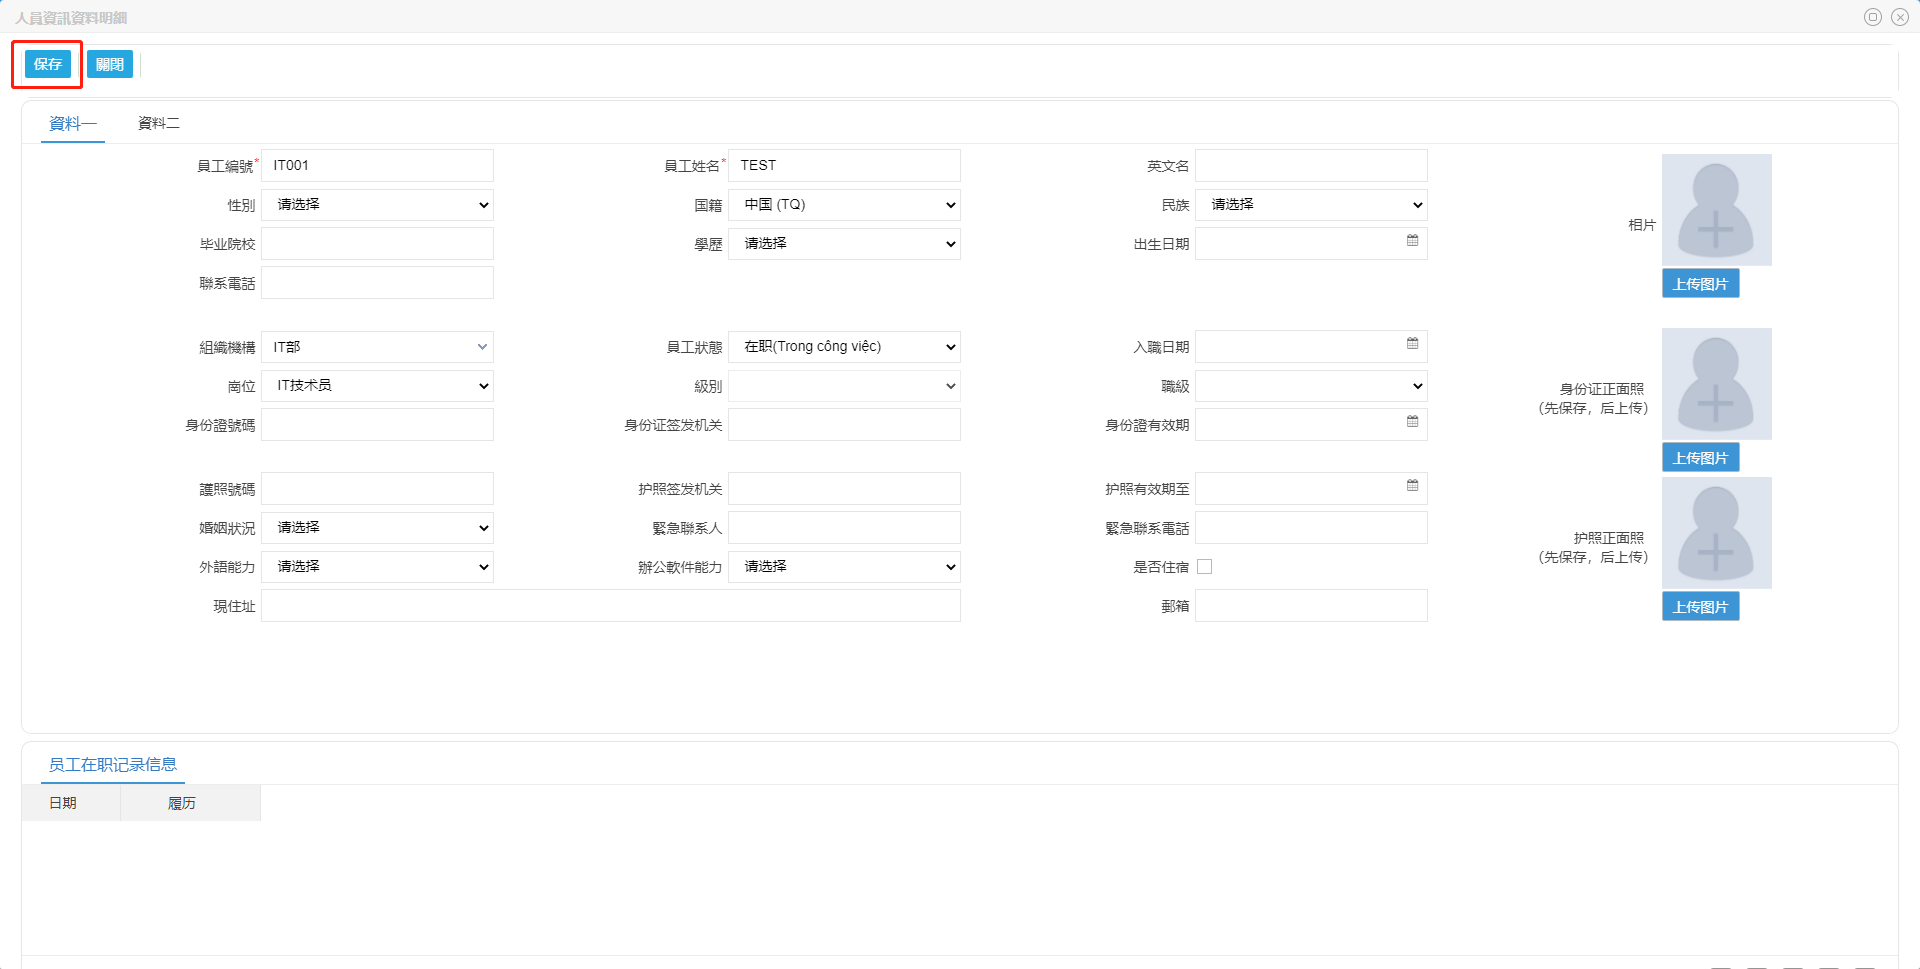 人員資訊資料明細
保存 關閉
資料一 資料二
員工編號* IT001 員工姓名* TEST 英文名
性別 请选择 国籍 中国 (TQ) 民族 请选择
毕业院校 學歷 请选择 出生日期
相片
聯系電話
上传图片
組織機構 IT部 員工狀態 在职(Trong công việc) 入職日期
崗位 IT技术员 級別 職級
身份证正面照
(先保存，后上传)
身份證號碼 身份证签发机关 身份證有效期
上传图片
護照號碼 护照签发机关 护照有效期至
婚姻狀況 请选择 緊急聯系人 緊急聯系電話
护照正面照
(先保存，后上传)
外語能力 请选择 辦公軟件能力 请选择 是否住宿
現住址 郵箱
上传图片
员工在职记录信息
日期 履历